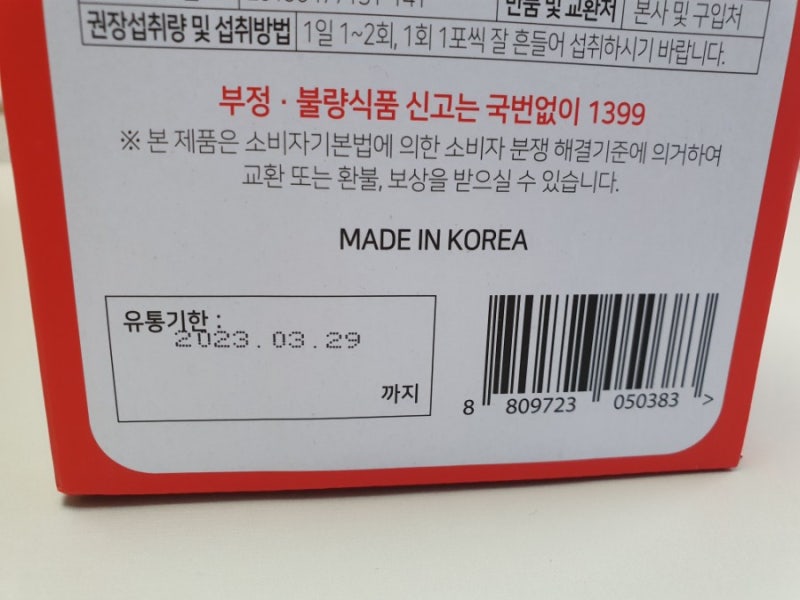 반품 및 교환처 본사 및 구입처
권장섭취량 및 섭취방법 1일 1~2회, 1회 1포씩 잘 흔들어 섭취하시기 바랍니다.
부정 · 불량식품 신고는 국번없이 1399
※ 본 제품은 소비자기본법에 의한 소비자 분쟁 해결기준에 의거하여
교환 또는 환불, 보상을 받으실 수 있습니다.
MADE IN KOREA
유통기한 :
2023.03.29
까지
8 809723 050383 >